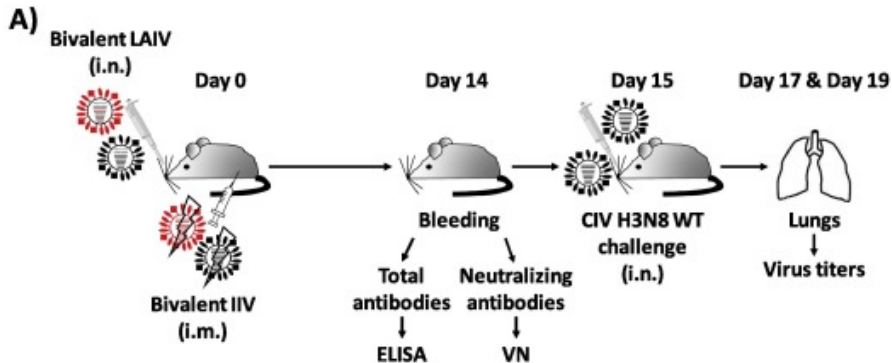 A)
Bivalent LAIV
(i.n.)
Day 0
Day 14
Day 15
Day 17 & Day 19
Bivalent IIV
(i.m.)
Bleeding
Total
antibodies
ELISA
Neutralizing
antibodies
VN
CIV H3N8 WT
challenge
(i.n.)
Lungs
Virus titers